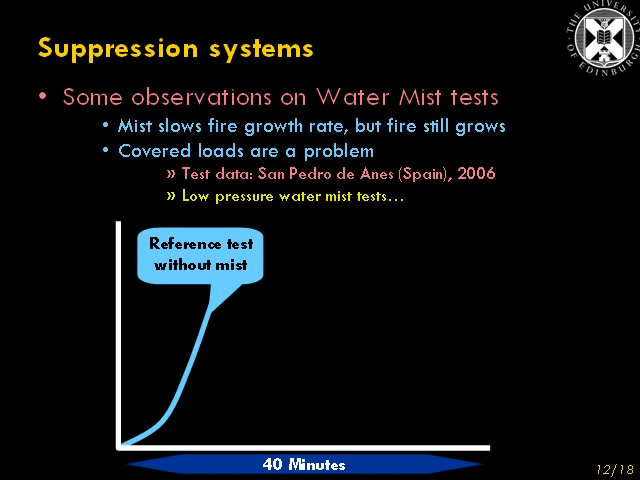 Suppression systems
THE UNIVERSITY
OF EDINBURGH
• Some observations on Water Mist tests
• Mist slows fire growth rate, but fire still grows
• Covered loads are a problem
» Test data: San Pedro de Anes (Spain), 2006
» Low pressure water mist tests…
Reference test
without mist
40 Minutes
12/18